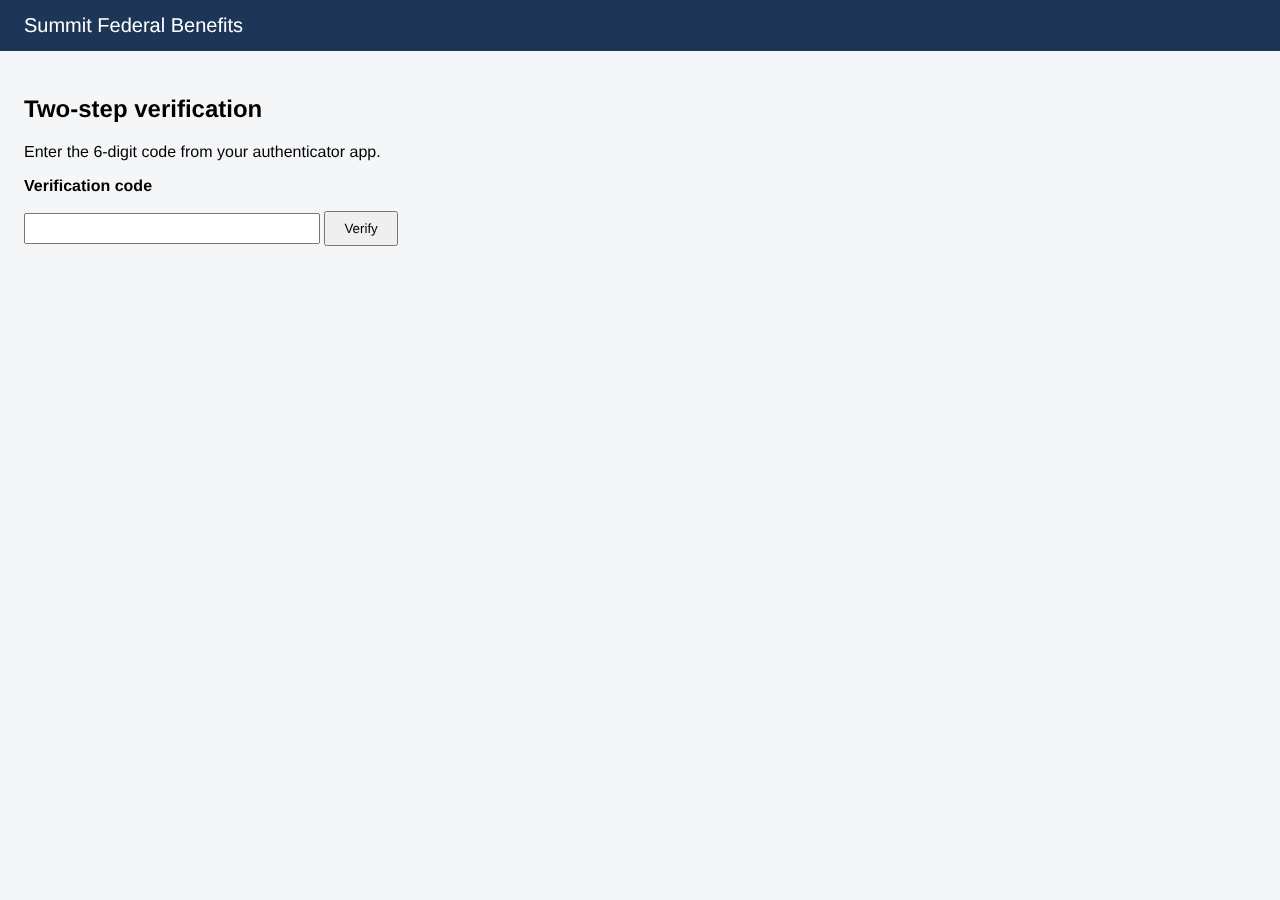 Summit Federal Benefits
Two-step verification
Enter the 6-digit code from your authenticator app.
Verification code
Verify